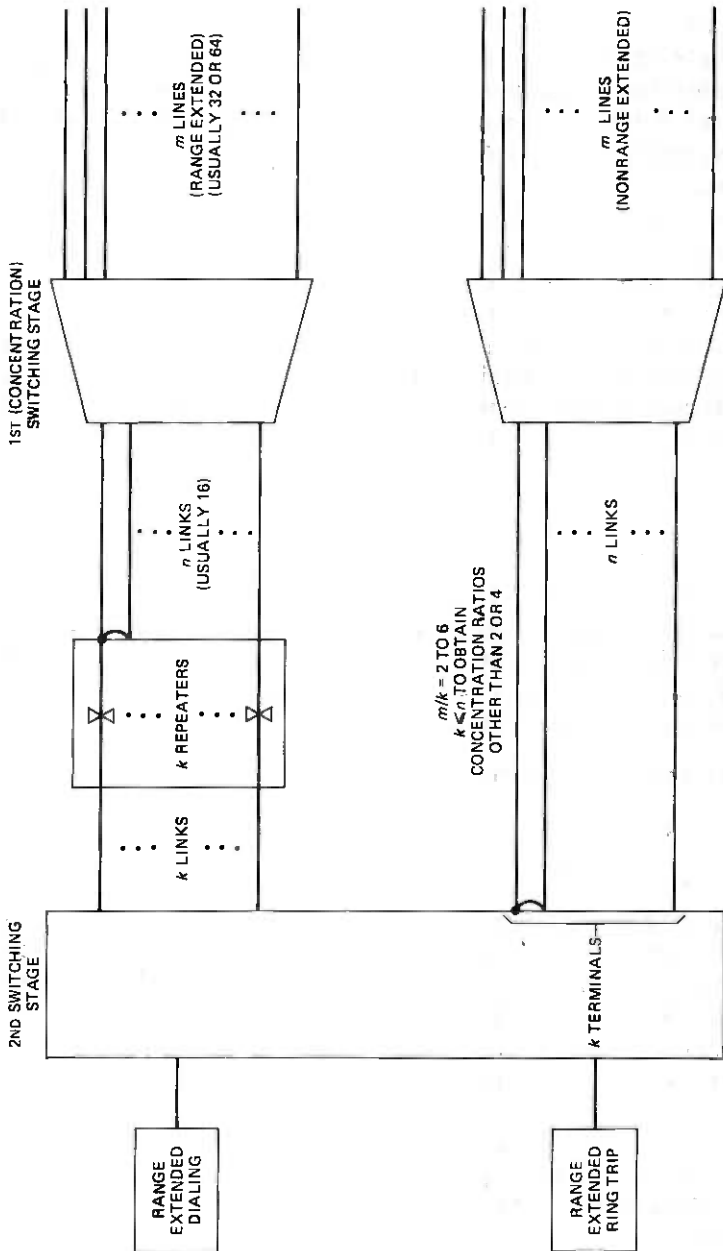 RANGE
EXTENDED
DIALING
2ND SWITCHING
STAGE
k LINKS
k REPEATERS
n LINKS
(USUALLY 16)
1ST (CONCENTRATION)
SWITCHING STAGE
m LINES
(RANGE EXTENDED)
(USUALLY 32 OR 64)
RANGE
EXTENDED
RING TRIP
k TERMINALS
m/k = 2 TO 6
k ⩽ n TO OBTAIN
CONCENTRATION RATIOS
OTHER THAN 2 OR 4
n LINKS
m LINES
(NONRANGE EXTENDED)